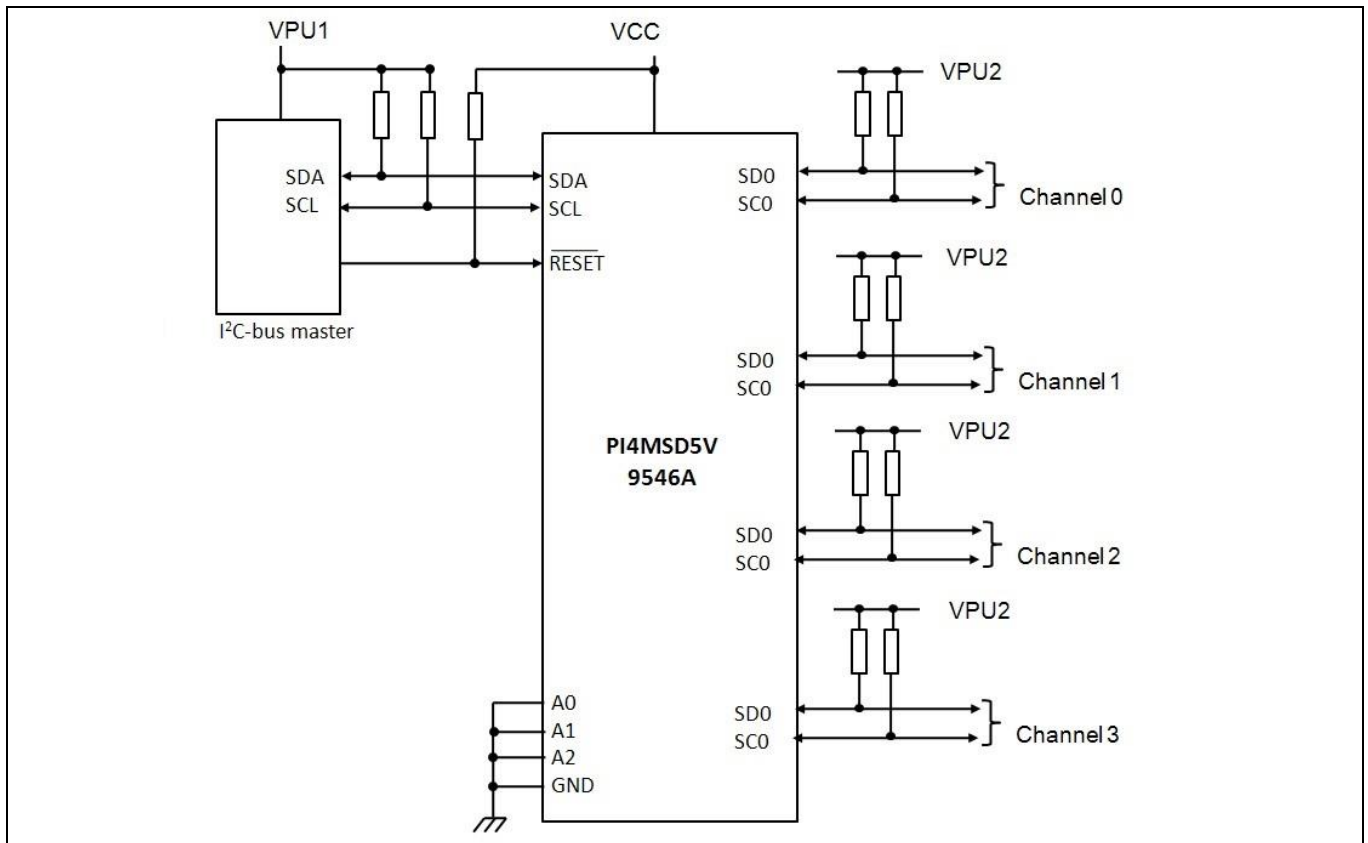 VPU1
VCC
VPU2
SDA
SCL
SDA
SCL
RESET
I²C-bus master
SD0
SC0
Channel 0
VPU2
SD0
SC0
Channel 1
PI4MSD5V
9546A
VPU2
SD0
SC0
Channel 2
VPU2
SD0
SC0
Channel 3
A0
A1
A2
GND